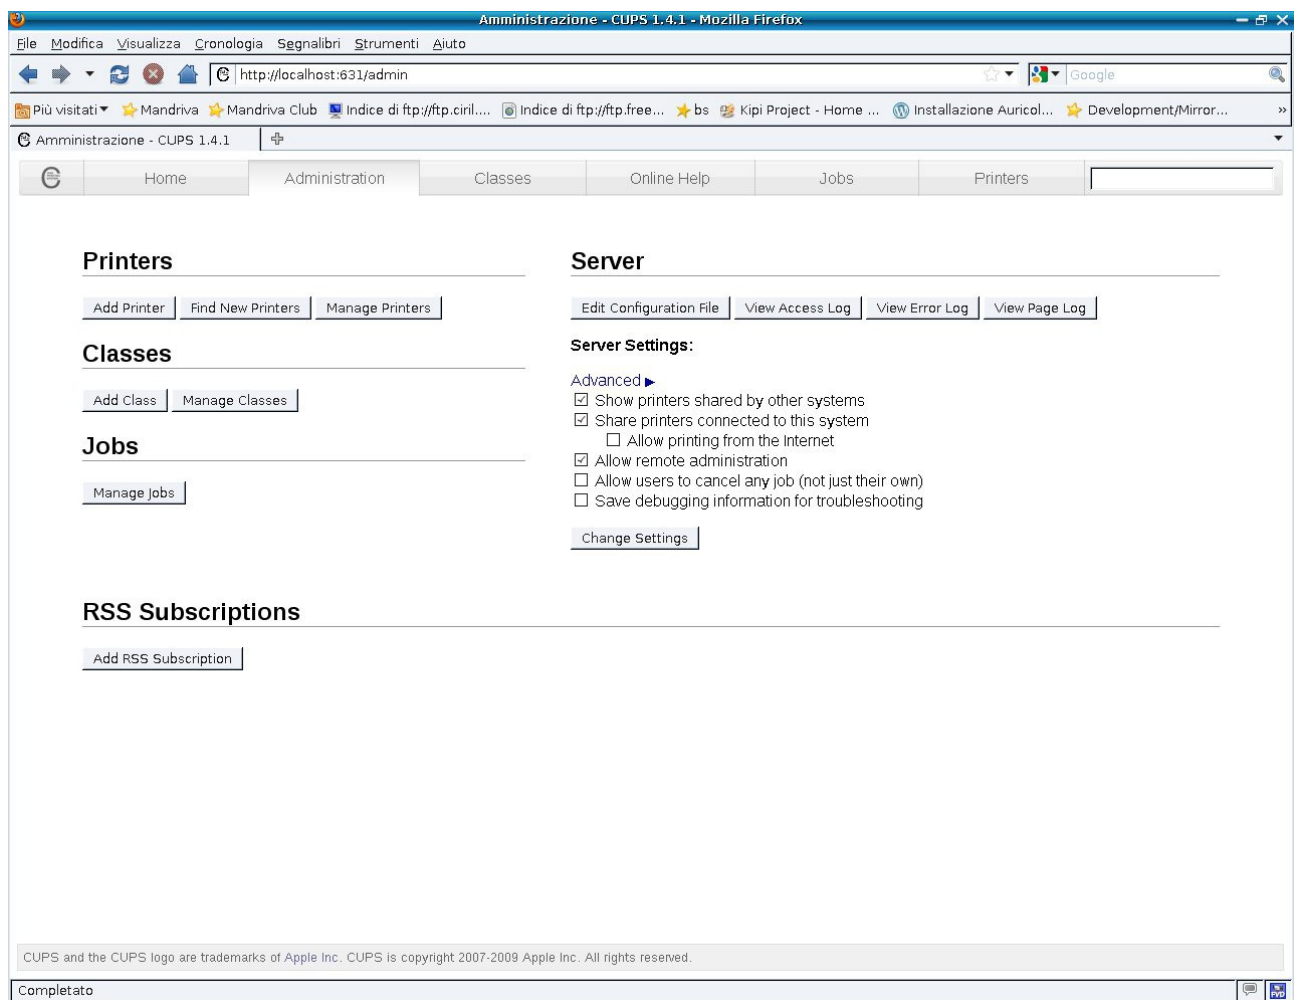 Amministrazione - CUPS 1.4.1 - Mozilla Firefox
File Modifica Visualizza Cronologia Segnalibri Strumenti Aiuto
http://localhost:631/admin Google
Più visitati Mandriva Mandriva Club Indice di ftp://ftp.ciril.... Indice di ftp://ftp.free... bs Kipi Project - Home ... Installazione Auricol... Development/Mirror... »
Amministrazione - CUPS 1.4.1
Home Administration Classes Online Help Jobs Printers
Printers
Add Printer Find New Printers Manage Printers
Classes
Add Class Manage Classes
Jobs
Manage Jobs
Server
Edit Configuration File View Access Log View Error Log View Page Log
Server Settings:
Advanced
Show printers shared by other systems
Share printers connected to this system
Allow printing from the Internet
Allow remote administration
Allow users to cancel any job (not just their own)
Save debugging information for troubleshooting
Change Settings
RSS Subscriptions
Add RSS Subscription
CUPS and the CUPS logo are trademarks of Apple Inc. CUPS is copyright 2007-2009 Apple Inc. All rights reserved.
Completato